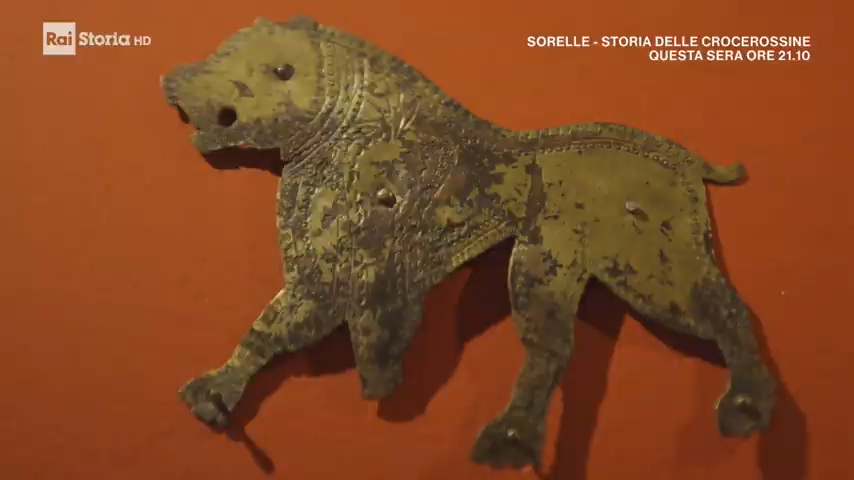 Rai Storia HD
SORELLE - STORIA DELLE CROCEROSSINE
QUESTA SERA ORE 21.10